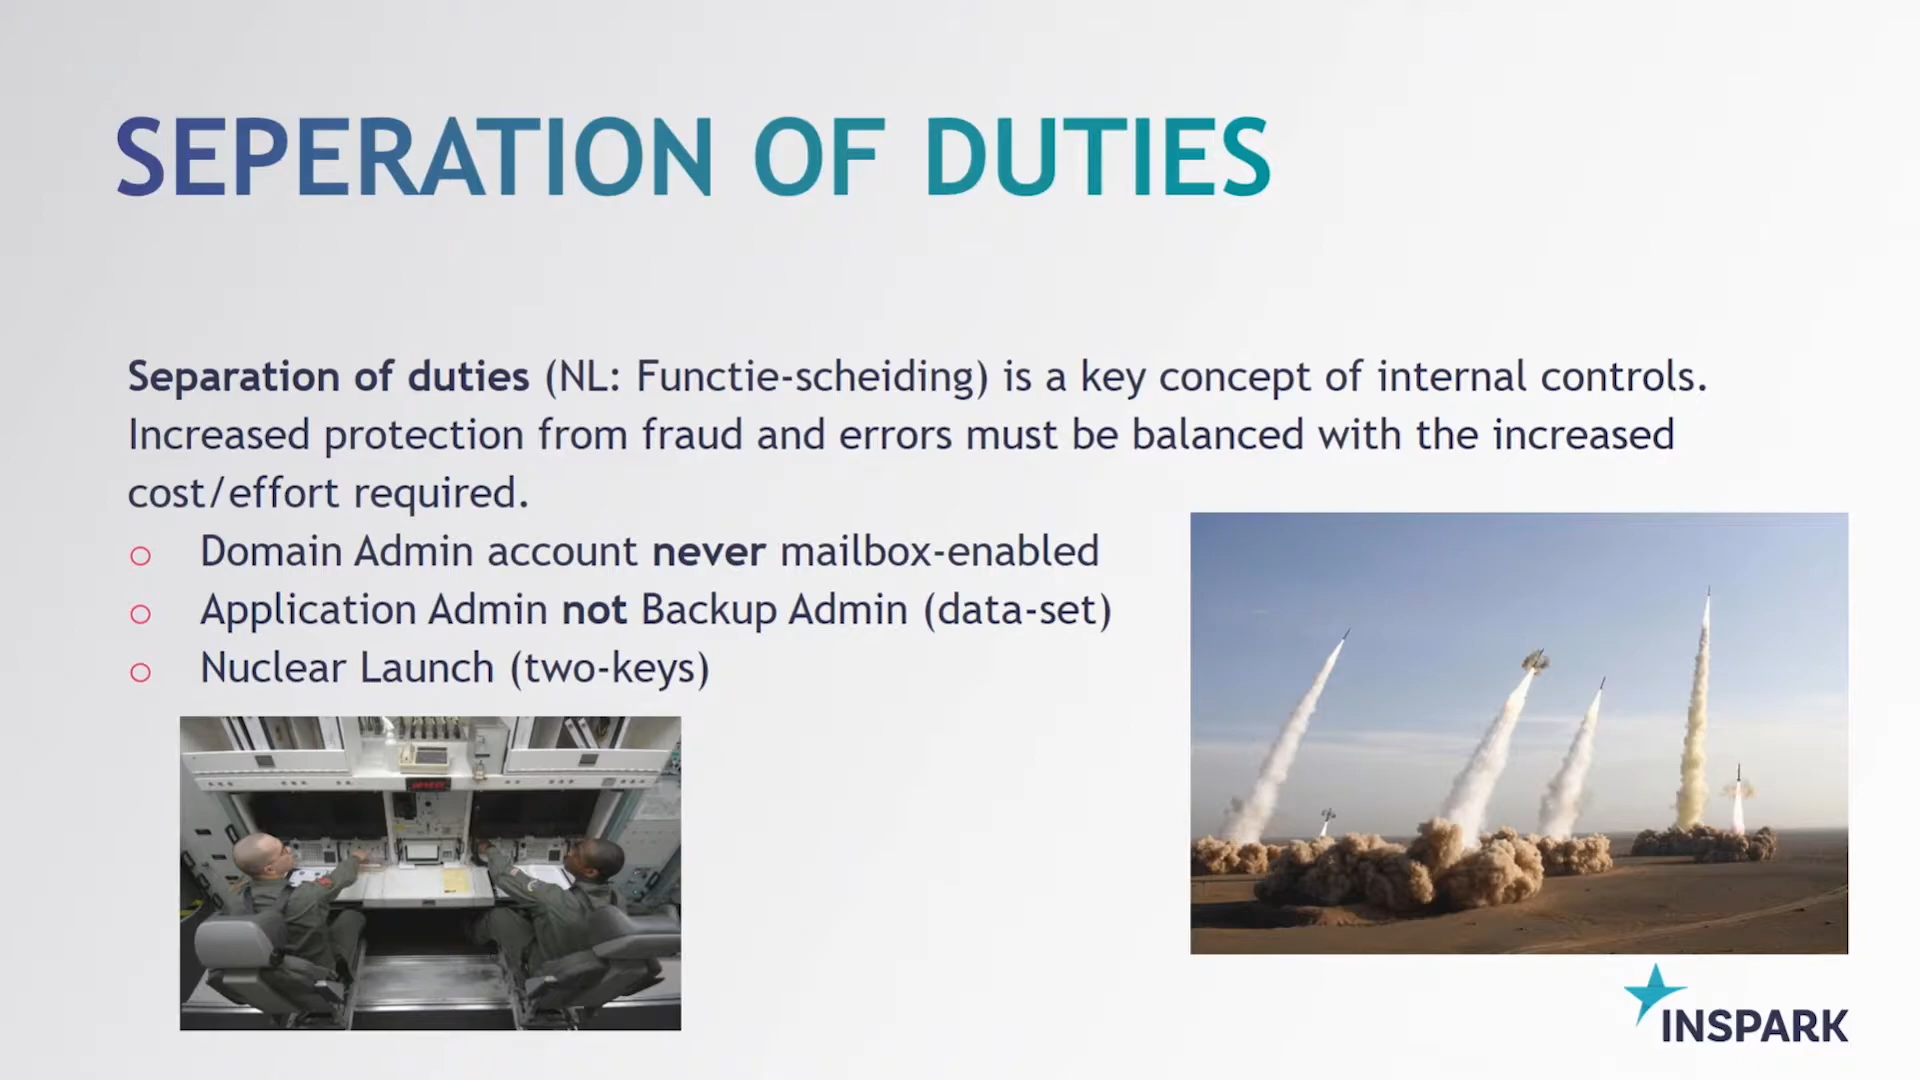 SEPERATION OF DUTIES
Separation of duties (NL: Functie-scheiding) is a key concept of internal controls.
Increased protection from fraud and errors must be balanced with the increased
cost/effort required.
Domain Admin account never mailbox-enabled
Application Admin not Backup Admin (data-set)
Nuclear Launch (two-keys)
INSPARK